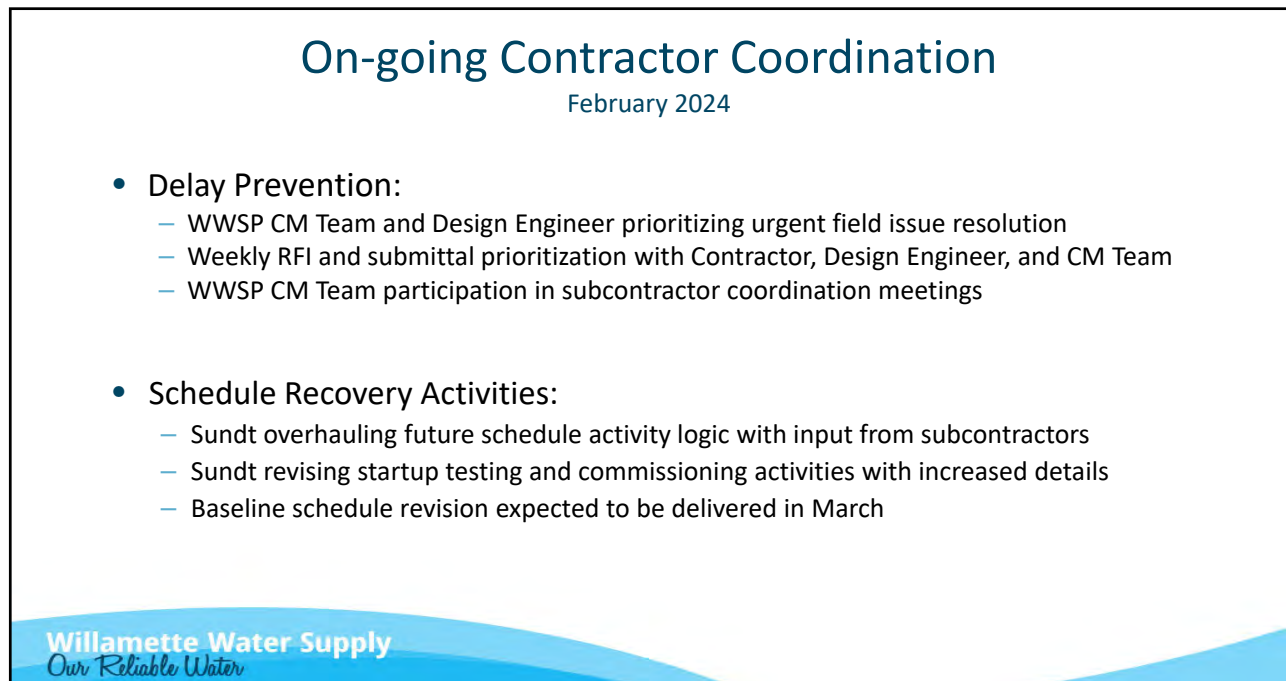 On-going Contractor Coordination
February 2024
• Delay Prevention:
– WWSP CM Team and Design Engineer prioritizing urgent field issue resolution
– Weekly RFI and submittal prioritization with Contractor, Design Engineer, and CM Team
– WWSP CM Team participation in subcontractor coordination meetings
• Schedule Recovery Activities:
– Sundt overhauling future schedule activity logic with input from subcontractors
– Sundt revising startup testing and commissioning activities with increased details
– Baseline schedule revision expected to be delivered in March
Willamette Water Supply
Our Reliable Water